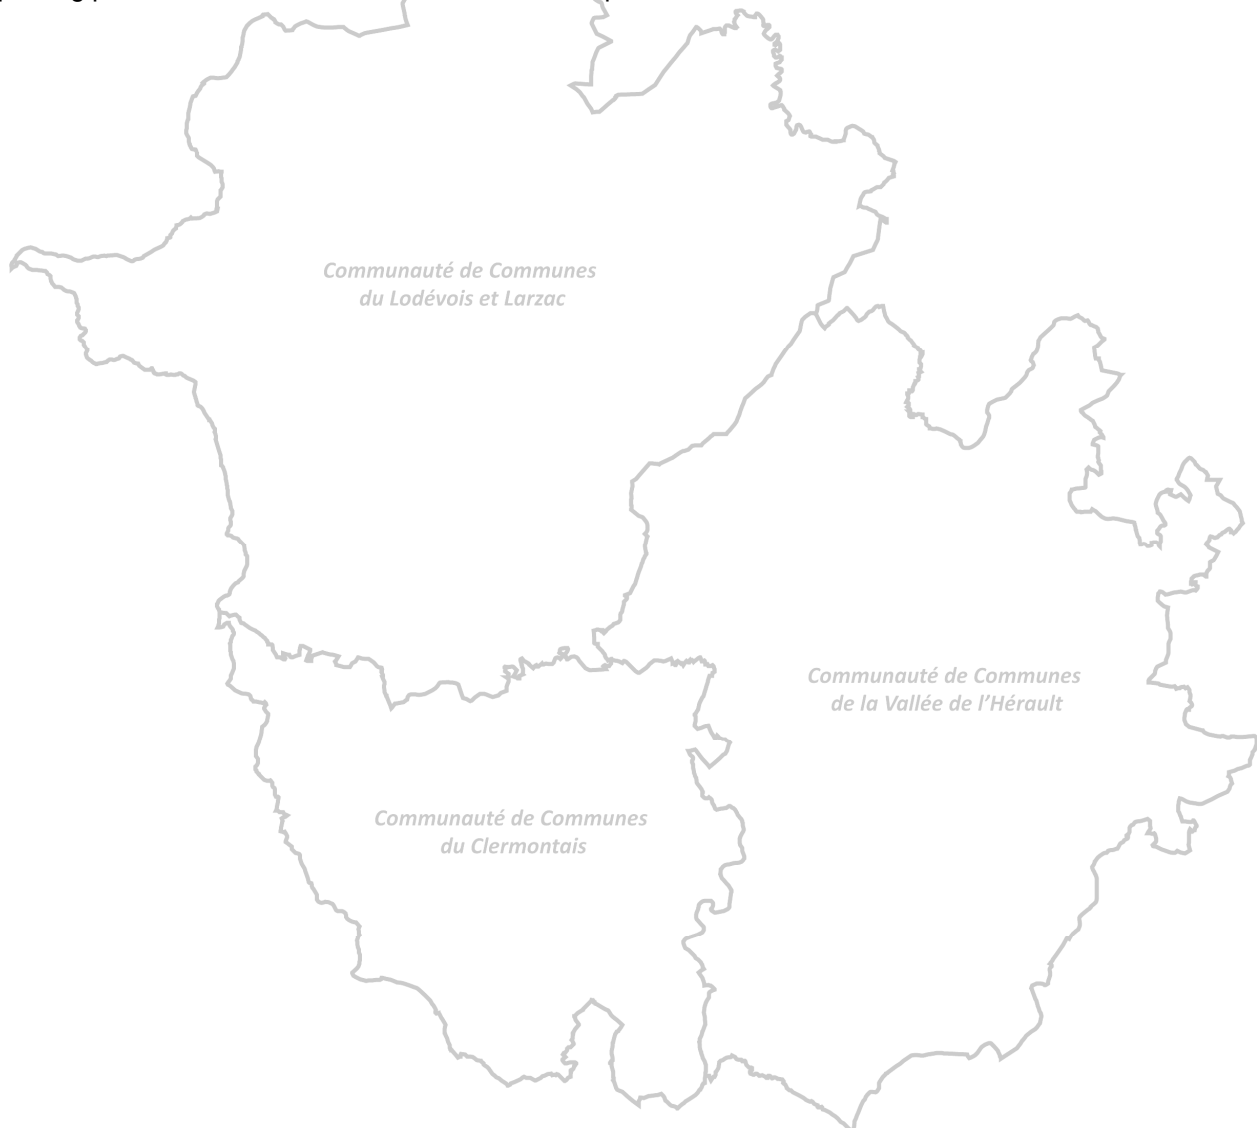 Communauté de Communes
du Lodévois et Larzac
Communauté de Communes
de la Vallée de l'Hérault
Communauté de Communes
du Clermontais